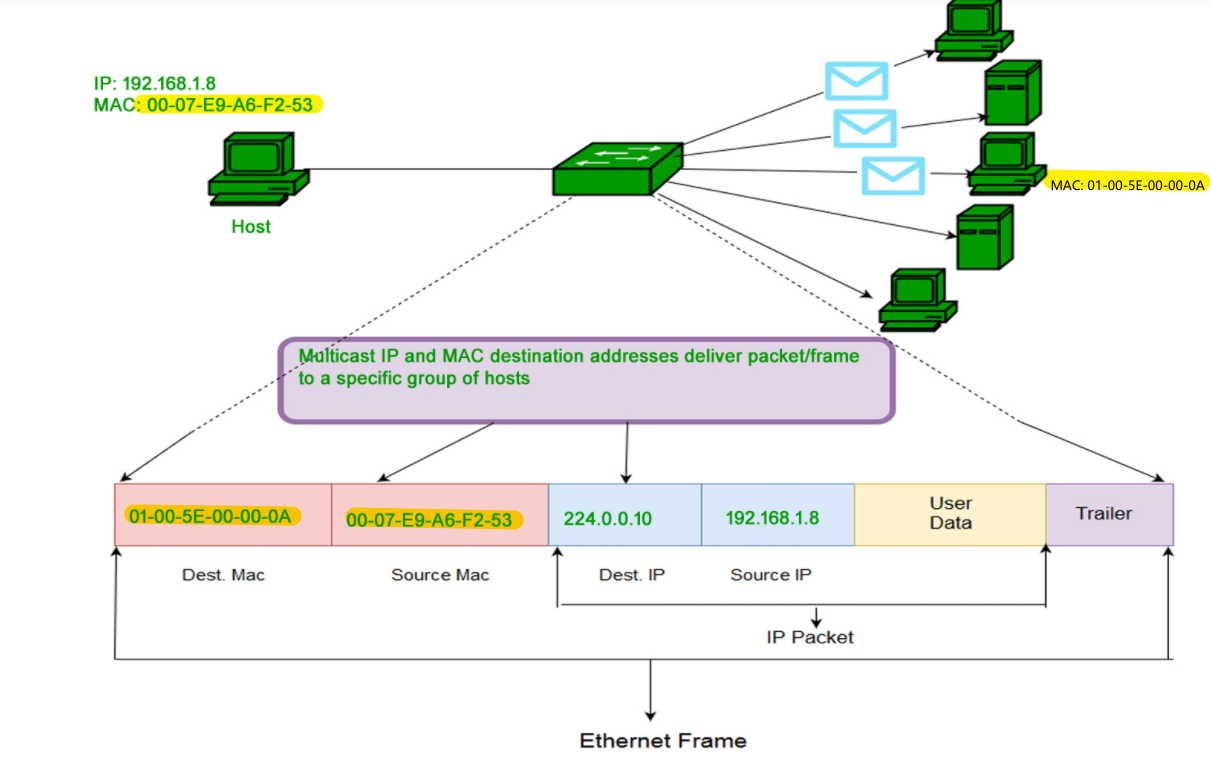 IP: 192.168.1.8
MAC: 00-07-E9-A6-F2-53
Host
MAC: 01-00-5E-00-00-0A
Multicast IP and MAC destination addresses deliver packet/frame
to a specific group of hosts
01-00-5E-00-00-0A
00-07-E9-A6-F2-53
224.0.0.10
192.168.1.8
User
Data
Trailer
Dest. Mac
Source Mac
Dest. IP
Source IP
IP Packet
Ethernet Frame